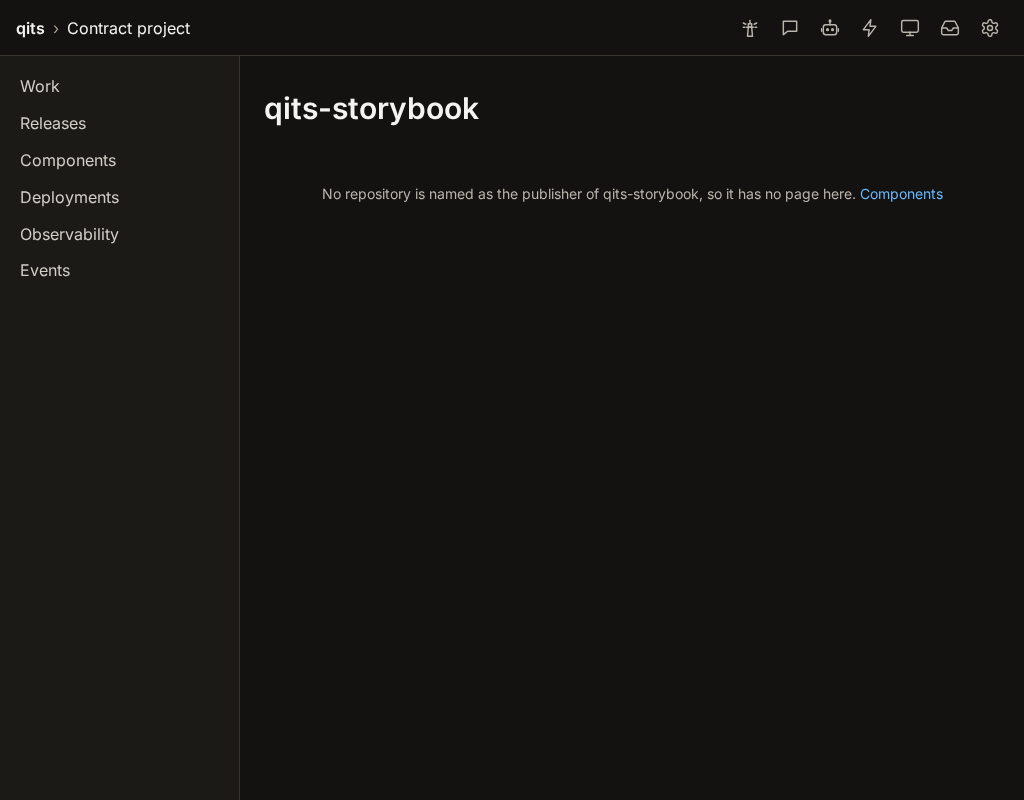 qits › Contract project
Work
Releases
Components
Deployments
Observability
Events
qits-storybook
No repository is named as the publisher of qits-storybook, so it has no page here. Components